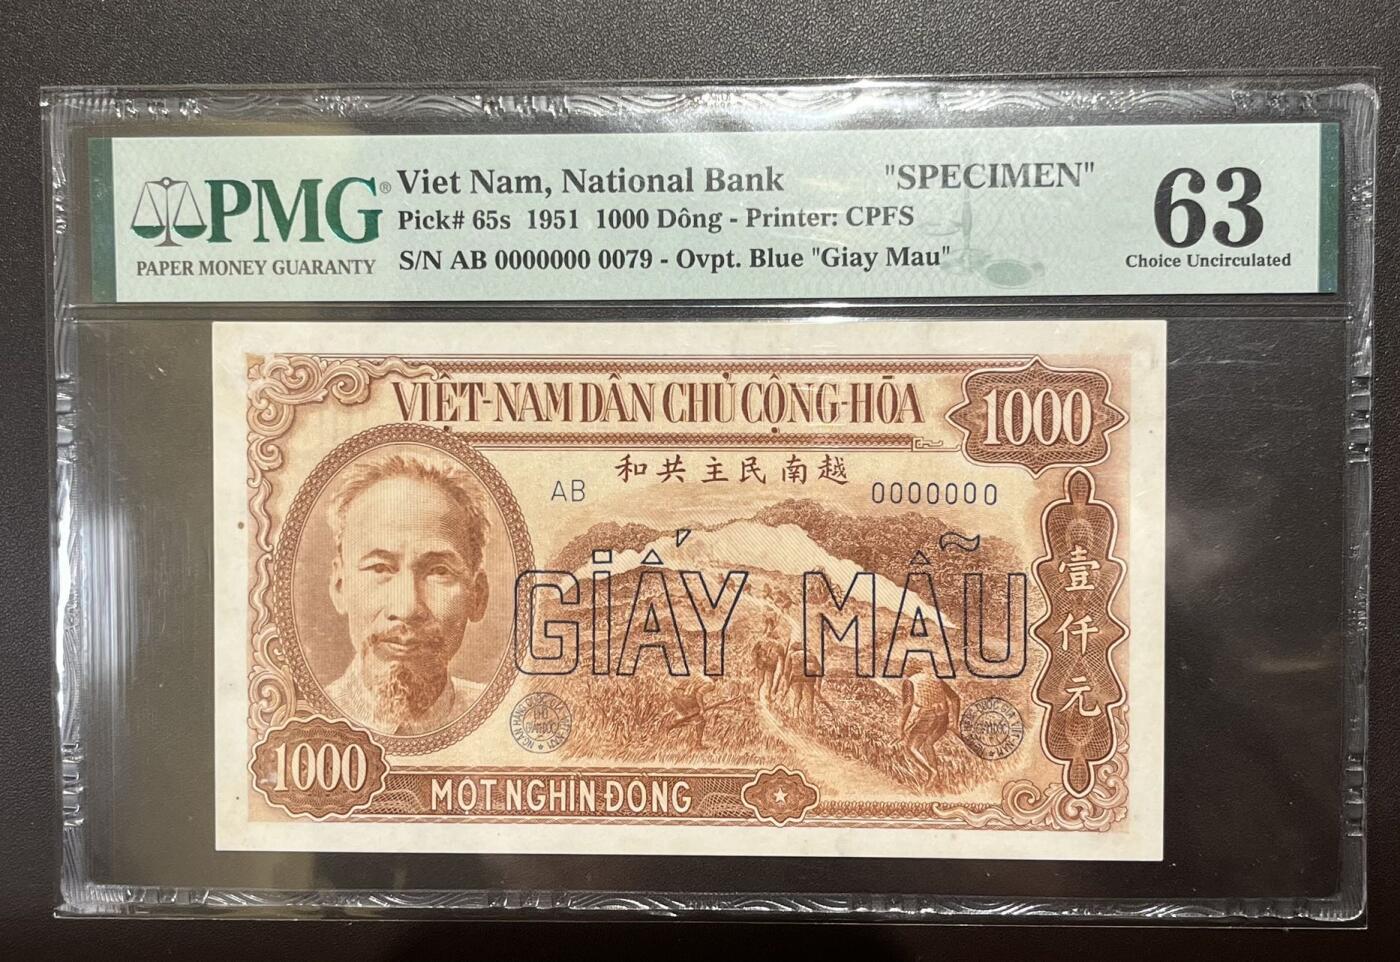 PMG®
PAPER MONEY GUARANTY
Viet Nam, National Bank "SPECIMEN"
Pick# 65s 1951 1000 Dông - Printer: CPFS
S/N AB 0000000 0079 - Ovpt. Blue "Giay Mau"
63
Choice Uncirculated
VIỆT-NAM DÂN CHỦ CỘNG-HÒA
1000
和共主民南越
AB 0000000
GIẤY MẪU
壹仟元
1000
MỘT NGHÌN ĐỒNG